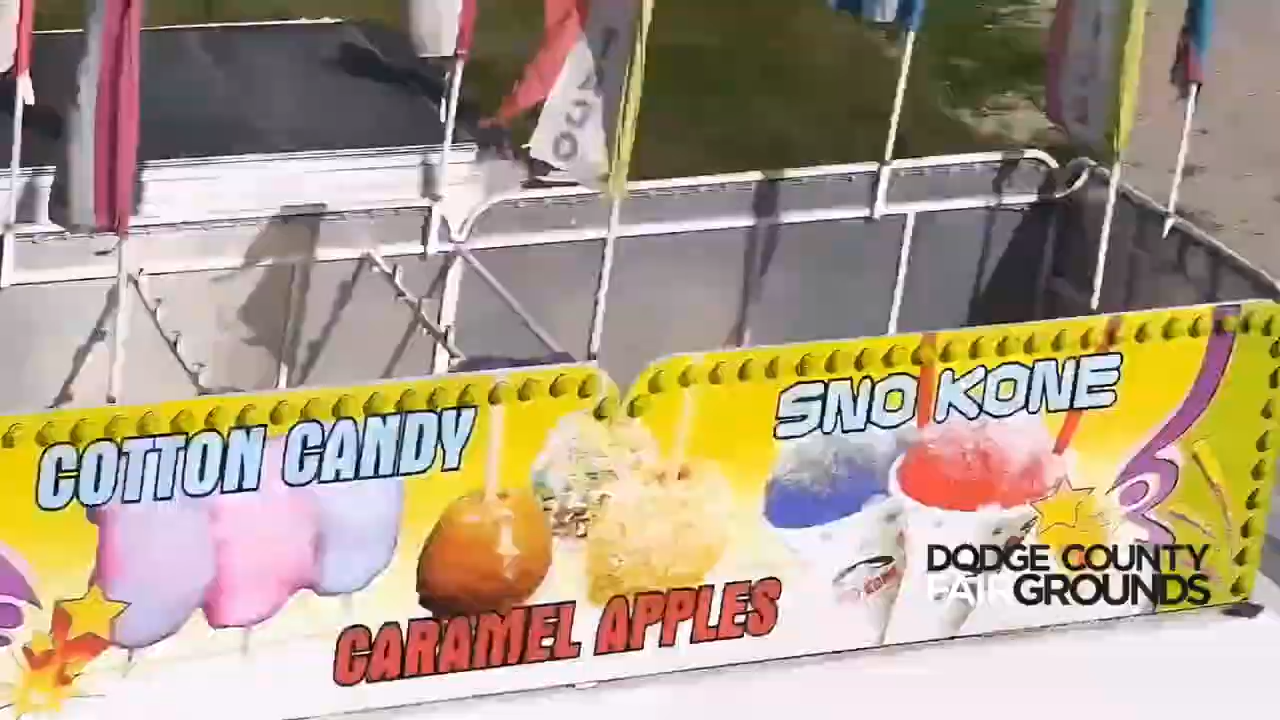 COTTON CANDY
SNO KONE
CARAMEL APPLES
DODGE COUNTY
FAIRGROUNDS